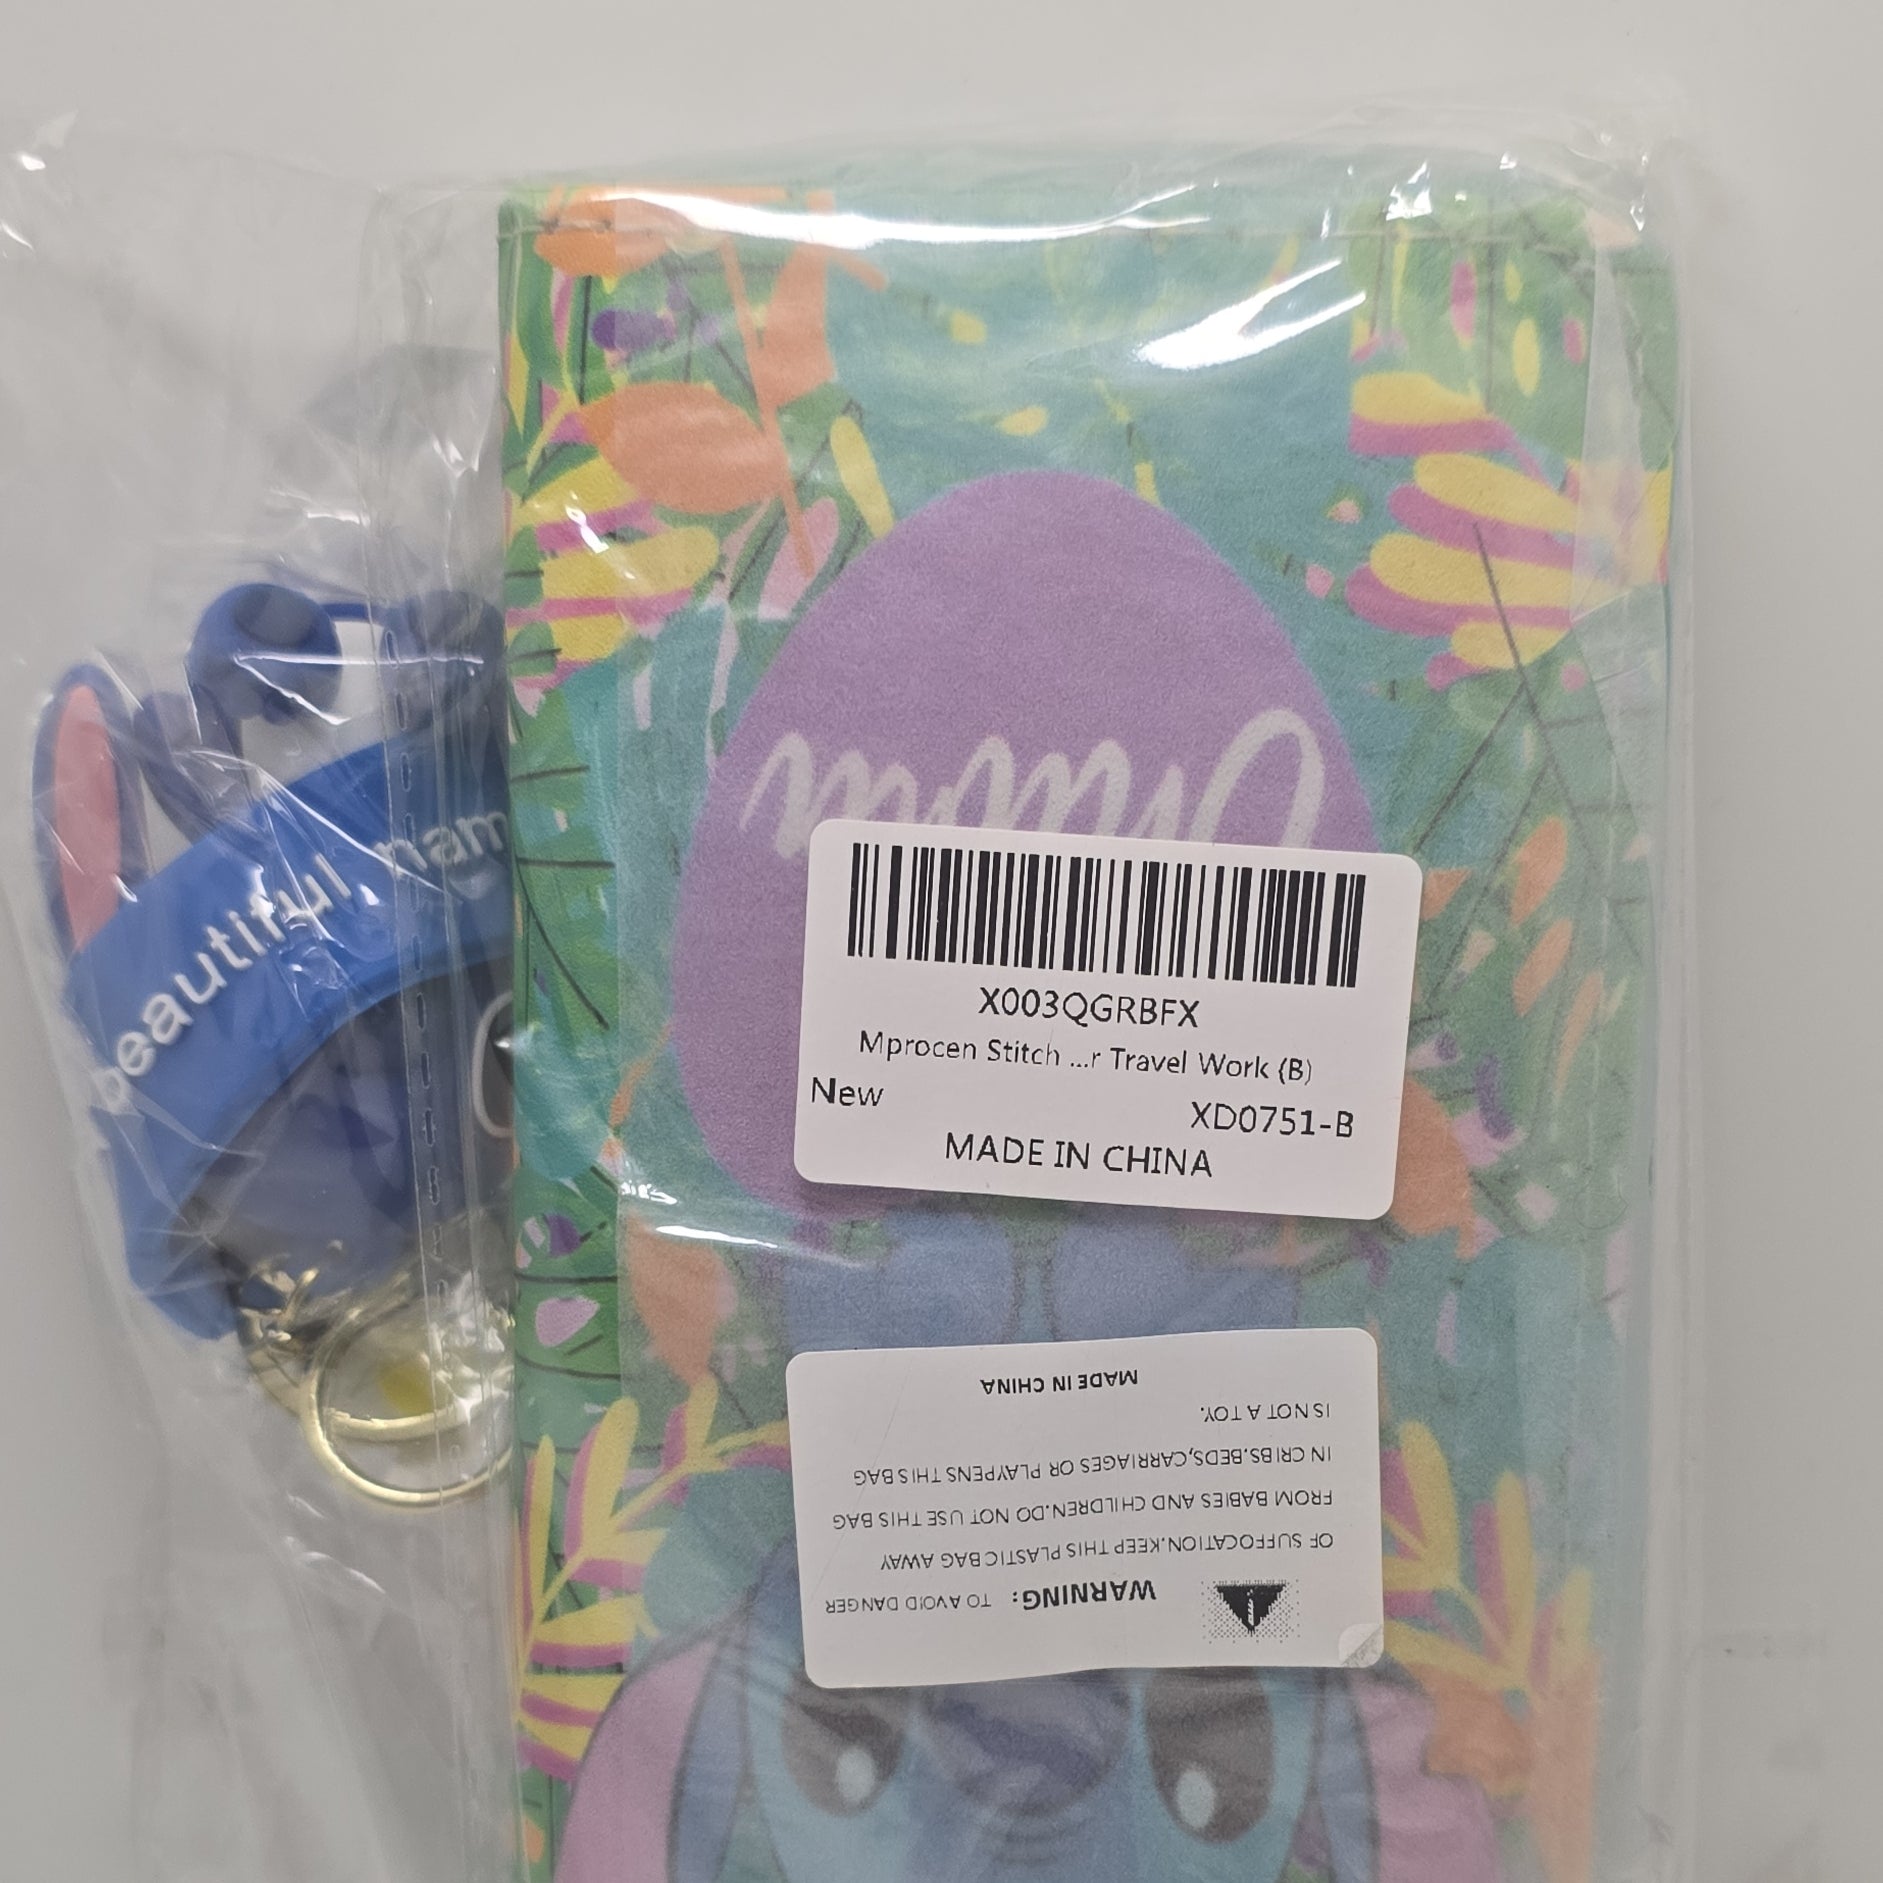 beautiful mam
X003QGRBFX
Mprocen Stitch ...r Travel Work (B)
New
XD0751-B
MADE IN CHINA
WARNING: TO AVOID DANGER
OF SUFFOCATION.KEEP THIS PLASTIC BAG AWAY
FROM BABIES AND CHILDREN.DO NOT USE THIS BAG
IN CRIBS.BEDS,CARRIAGES OR PLAYPENS THIS BAG
IS NOT A TOY.
MADE IN CHINA